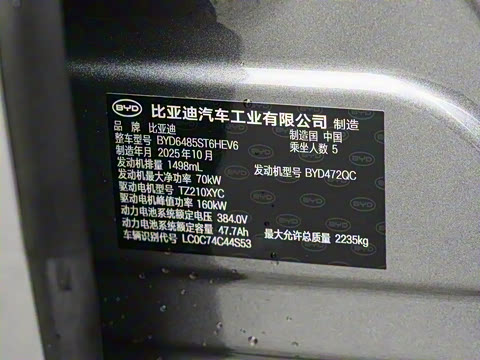 BYD 比亚迪汽车工业有限公司 制造
品 牌 比亚迪 制造国 中国
整车型号 BYD6485ST6HEV6 乘坐人数 5
制造年月 2025年10月
发动机排量 1498mL 发动机型号 BYD472QC
发动机最大净功率 70kW
驱动电机型号 TZ210XYC
驱动电机峰值功率 160kW
动力电池系统额定电压 384.0V
动力电池系统额定容量 47.7Ah 最大允许总质量 2235kg
车辆识别代号 LC0C74C44S53